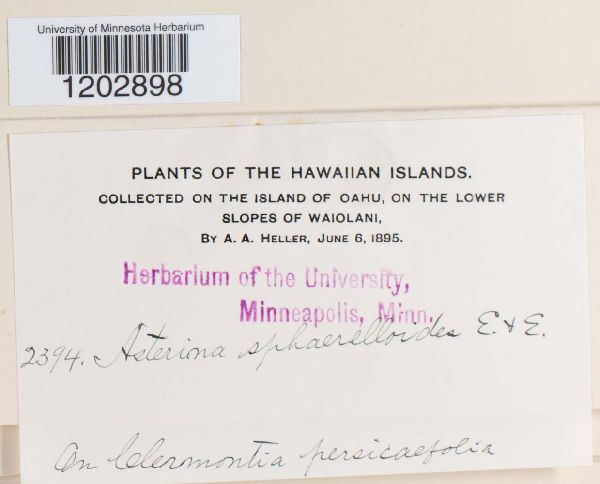 University of Minnesota Herbarium
1202898
PLANTS OF THE HAWAIIAN ISLANDS.
COLLECTED ON THE ISLAND OF OAHU, ON THE LOWER
SLOPES OF WAIOLANI,
BY A. A. HELLER, JUNE 6, 1895.
Herbarium of the University,
Minneapolis, Minn.
2394. Asterina sphaerelloides E. & E.
On Clermontia persicaefolia